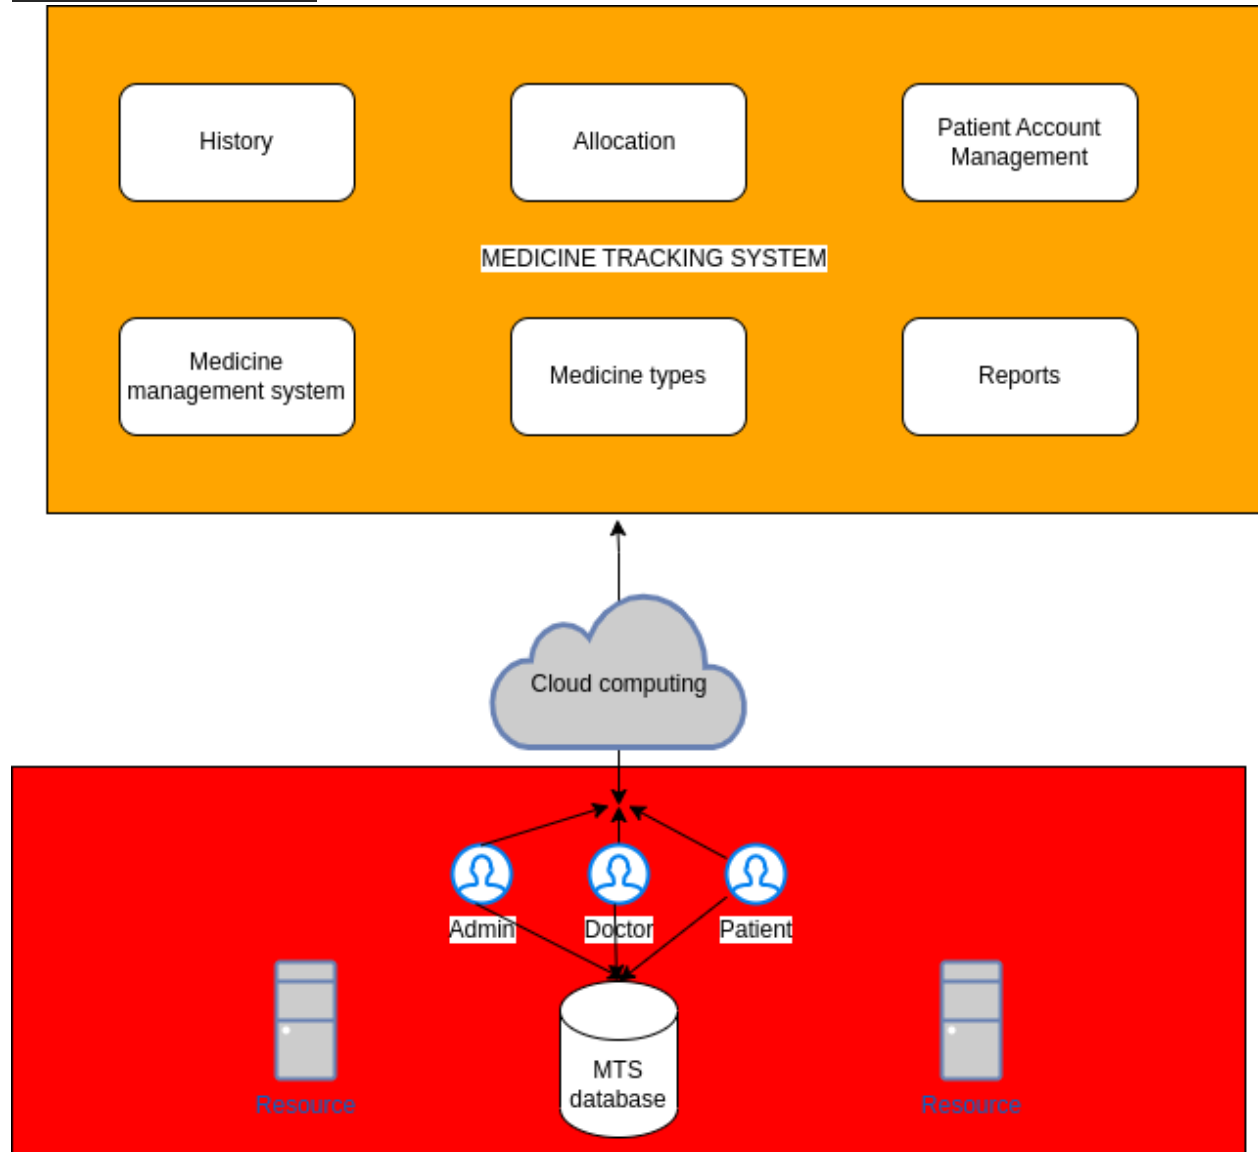 History
Allocation
Patient Account
Management
MEDICINE TRACKING SYSTEM
Medicine
management system
Medicine types
Reports
Cloud computing
Admin
Doctor
Patient
MTS
database
Resource
Resource